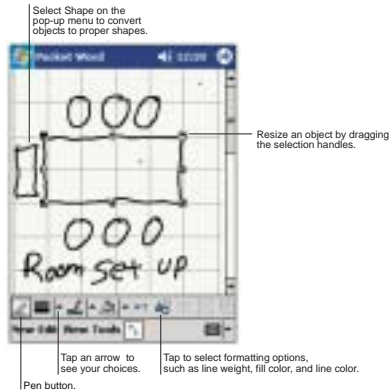 Select Shape on the
pop-up menu to convert
objects to proper shapes.
Pocket Word 12:20 ok
Resize an object by dragging
the selection handles.
Room set up
New Edit View Tools
Tap an arrow to
see your choices.
Tap to select formatting options,
such as line weight, fill color, and line color.
Pen button.